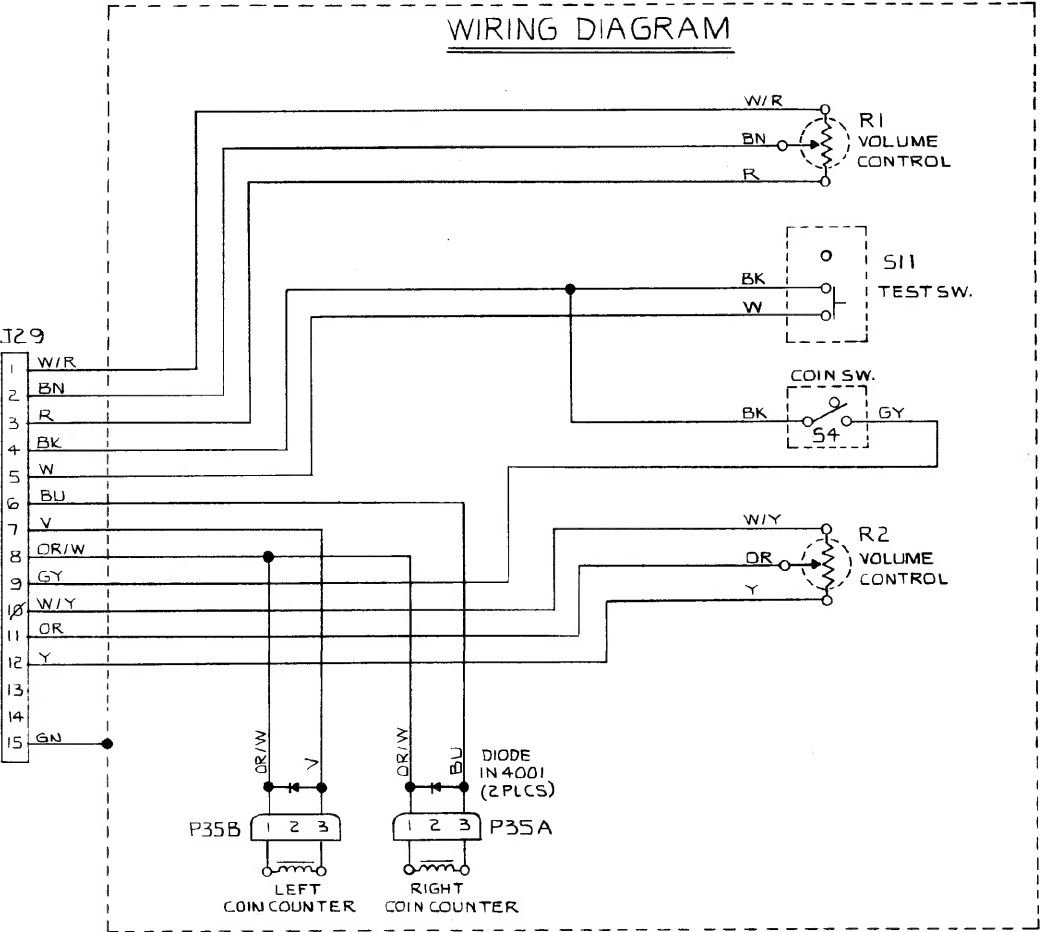 WIRING DIAGRAM
W/R
R1
VOLUME
CONTROL
BN
R
S11
TEST SW.
BK
W
J29
COIN SW.
BK
S4
GY
1 W/R
2 BN
3 R
4 BK
5 W
6 BU
7 V
8 OR/W
9 GY
10 W/Y
11 OR
12 Y
13
14
15 GN
W/Y
R2
VOLUME
CONTROL
OR
Y
OR/W
V
OR/W
BU
DIODE
IN4001
(2PLCS)
P35B
1 2 3
1 2 3
P35A
LEFT
COIN COUNTER
RIGHT
COIN COUNTER